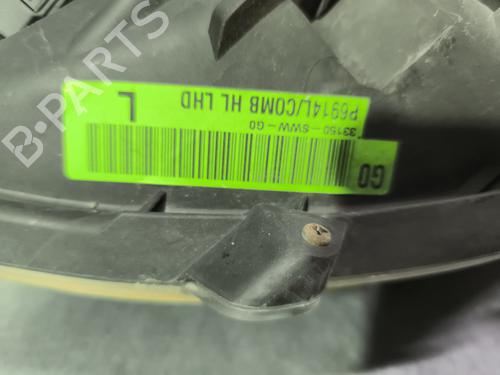 P6914L/COMB HL LHD
L
33150-SWW-G0
G0
B-PARTS